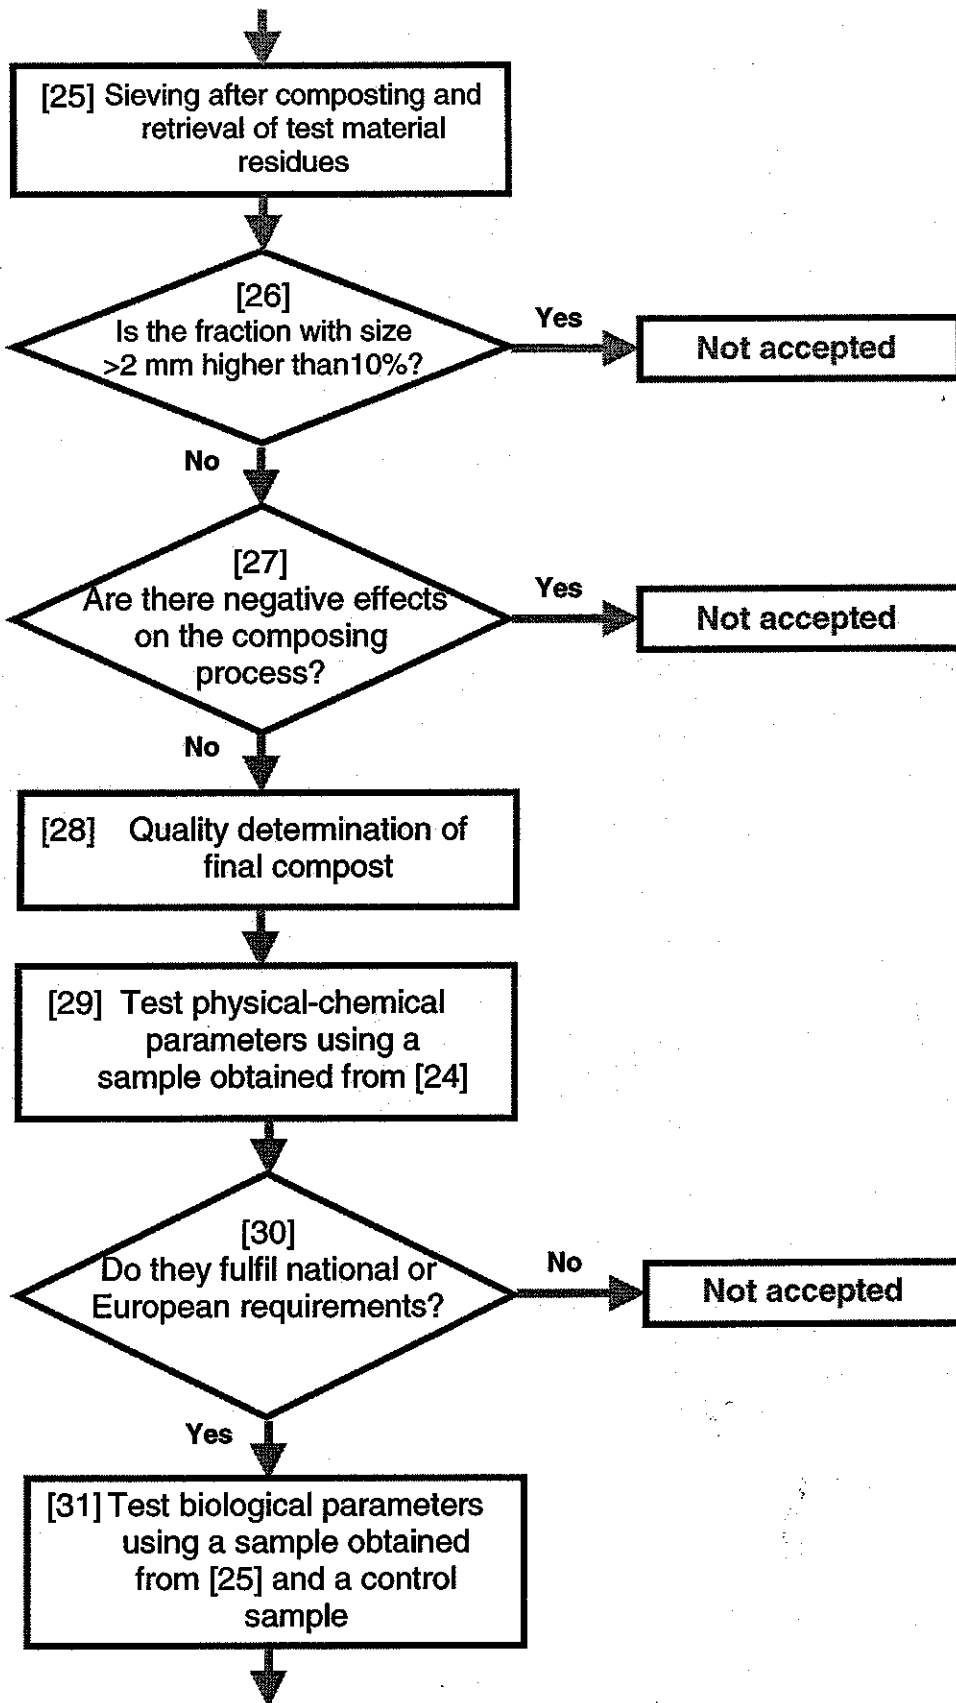 [25] Sieving after composting and
retrieval of test material
residues
[26]
Is the fraction with size
>2 mm higher than10%?
Yes
Not accepted
No
[27]
Are there negative effects
on the composing
process?
Yes
Not accepted
No
[28] Quality determination of
final compost
[29] Test physical-chemical
parameters using a
sample obtained from [24]
[30]
Do they fulfil national or
European requirements?
No
Not accepted
Yes
[31] Test biological parameters
using a sample obtained
from [25] and a control
sample